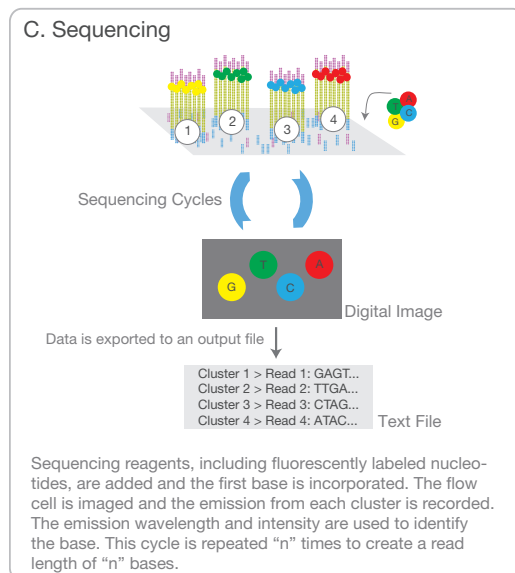 C. Sequencing
1
2
3
4
A
T
C
G
Sequencing Cycles
T
A
G
C
Digital Image
Data is exported to an output file
Cluster 1 > Read 1: GAGT...
Cluster 2 > Read 2: TTGA...
Cluster 3 > Read 3: CTAG...
Cluster 4 > Read 4: ATAC...
Text File
Sequencing reagents, including fluorescently labeled nucleo-
tides, are added and the first base is incorporated. The flow
cell is imaged and the emission from each cluster is recorded.
The emission wavelength and intensity are used to identify
the base. This cycle is repeated “n” times to create a read
length of “n” bases.